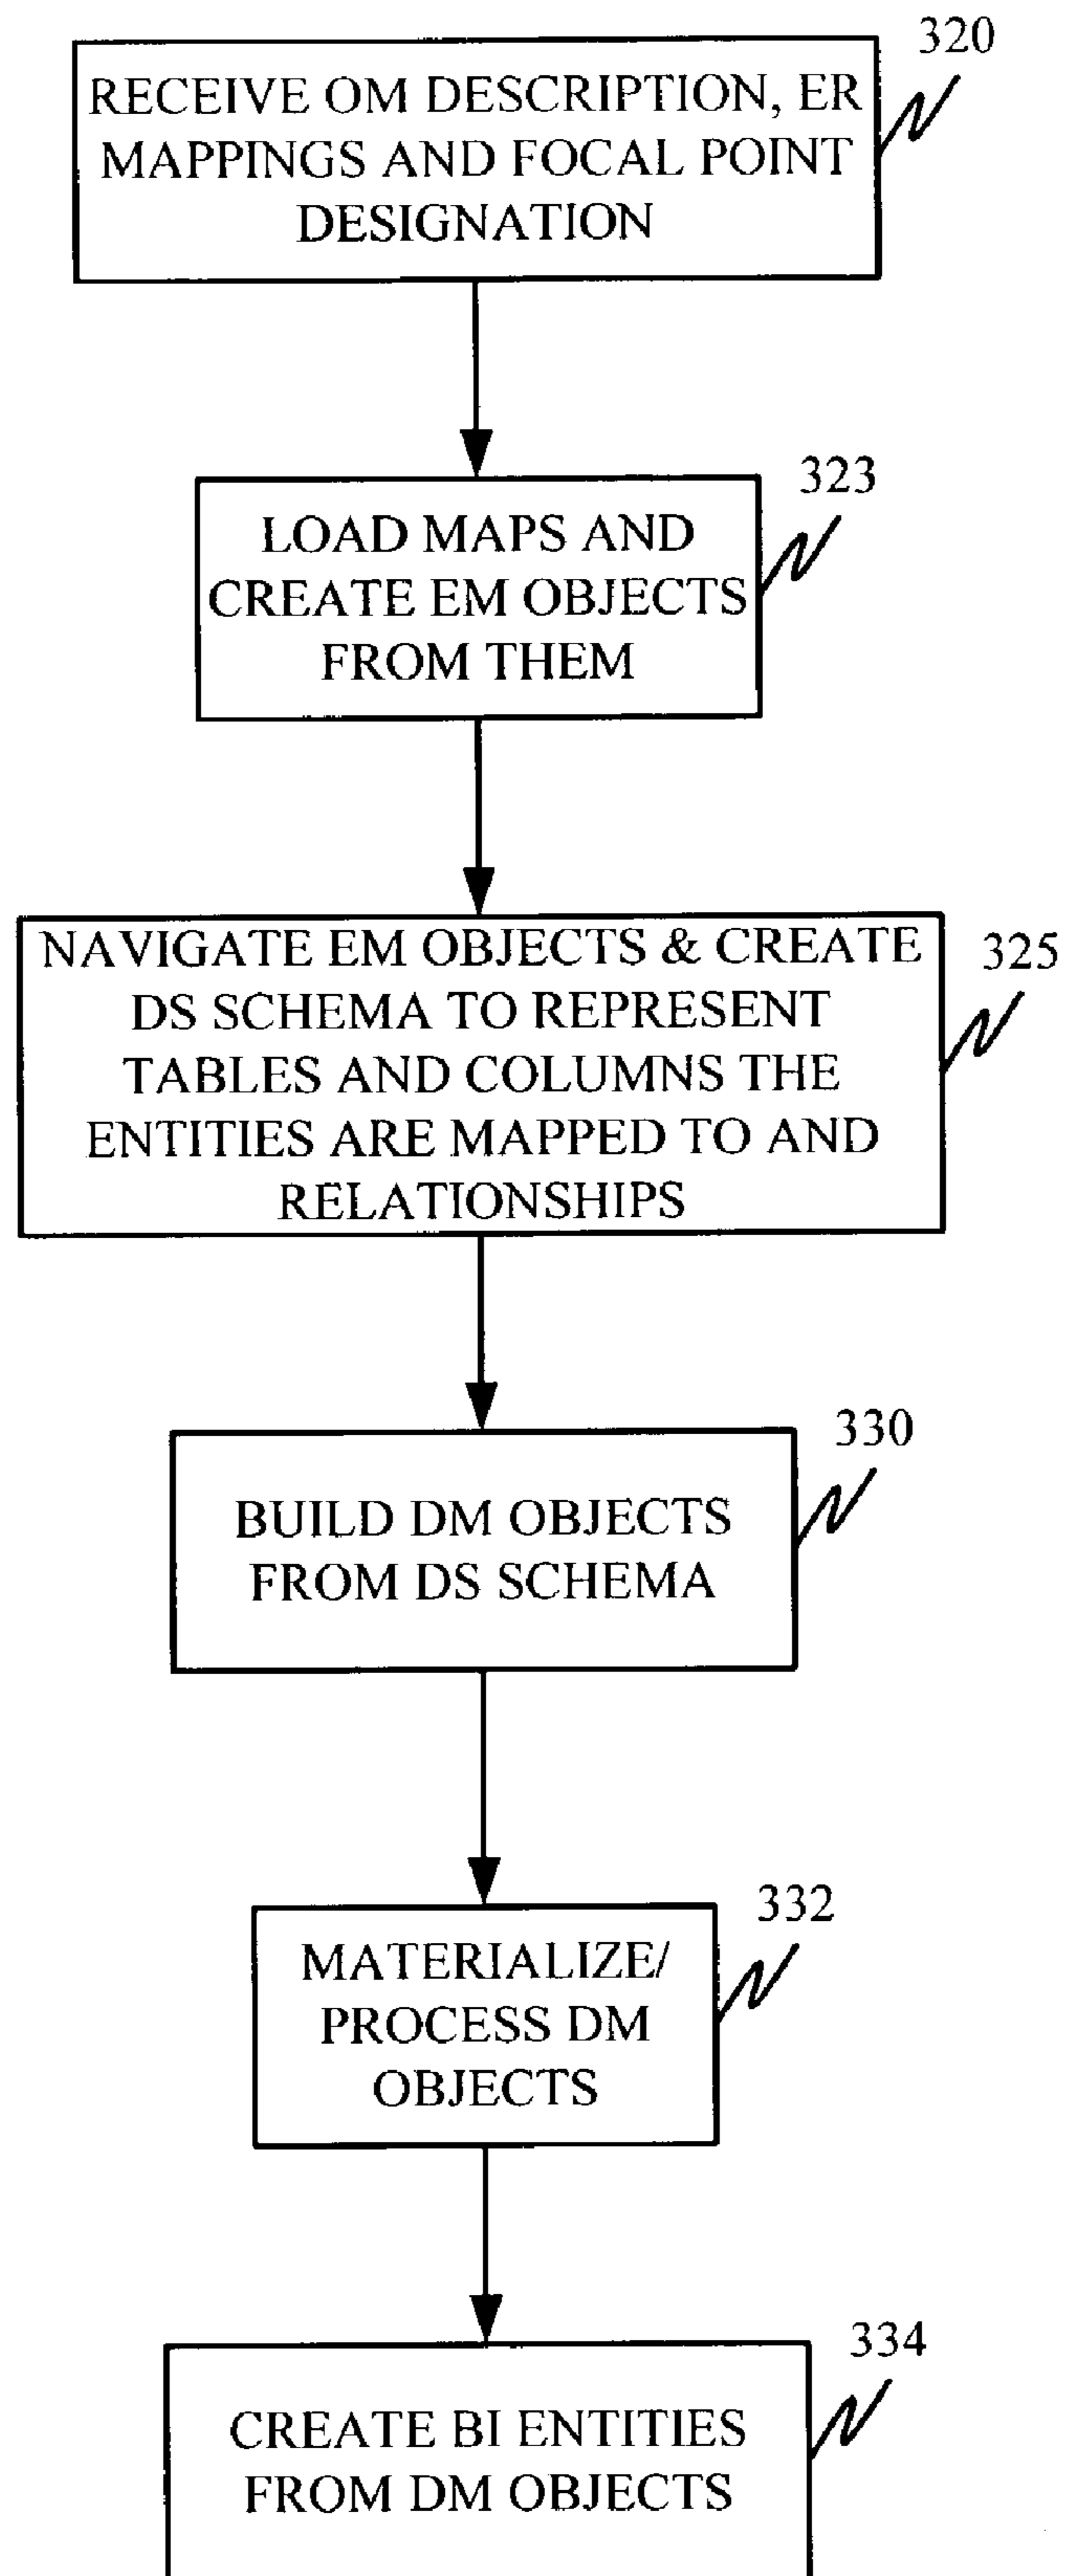 320
RECEIVE OM DESCRIPTION, ER
MAPPINGS AND FOCAL POINT
DESIGNATION
323
LOAD MAPS AND
CREATE EM OBJECTS
FROM THEM
325
NAVIGATE EM OBJECTS & CREATE
DS SCHEMA TO REPRESENT
TABLES AND COLUMNS THE
ENTITIES ARE MAPPED TO AND
RELATIONSHIPS
330
BUILD DM OBJECTS
FROM DS SCHEMA
332
MATERIALIZE/
PROCESS DM
OBJECTS
334
CREATE BI ENTITIES
FROM DM OBJECTS